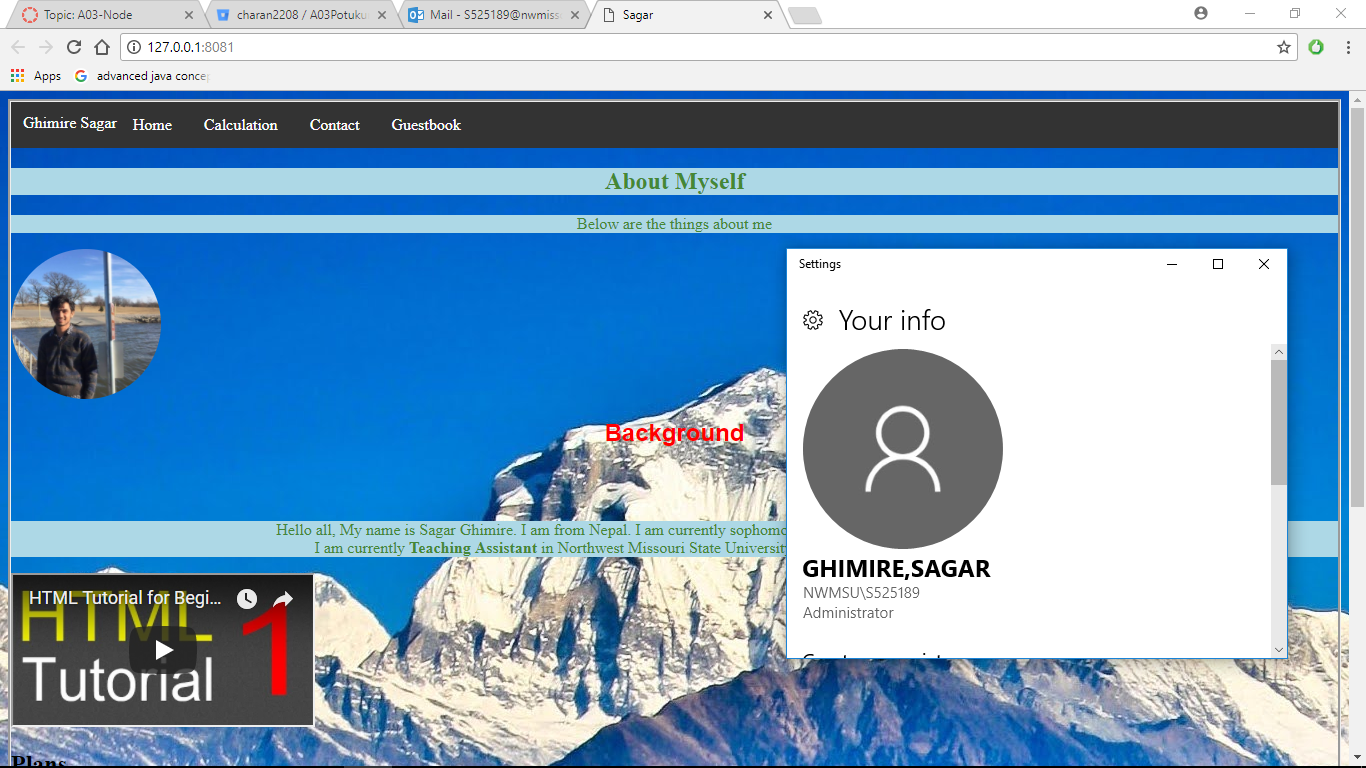 Topic: A03-Node
charan2208 / A03Potuku
Mail - S525189@nwmiss
Sagar
127.0.0.1:8081
Apps
advanced java concep
Ghimire Sagar
Home
Calculation
Contact
Guestbook
About Myself
Below are the things about me
Background
Hello all, My name is Sagar Ghimire. I am from Nepal. I am currently sophomo
I am currently Teaching Assistant in Northwest Missouri State University
HTML Tutorial for Begi...
HTML
Tutorial
1
Plans
Settings
Your info
GHIMIRE,SAGAR
NWMSU\S525189
Administrator